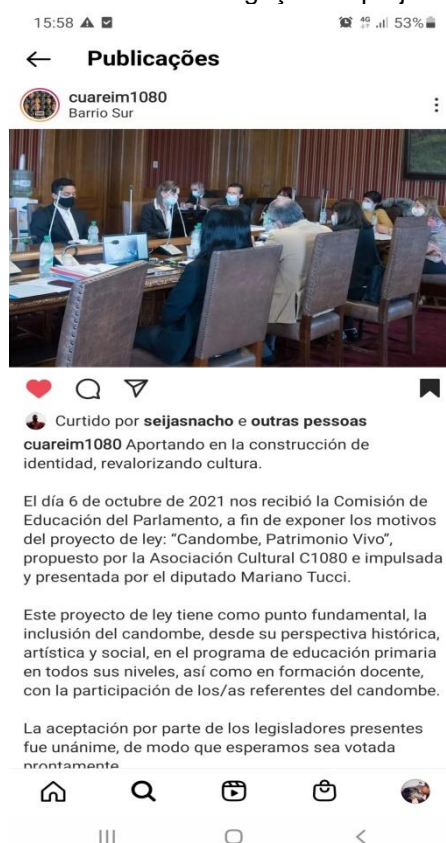 15:58
4G
53%
Publicações
cuareim1080
Barrio Sur
Curtido por seijasnacho e outras pessoas
cuareim1080 Aportando en la construcción de
identidad, revalorizando cultura.
El día 6 de octubre de 2021 nos recibió la Comisión de
Educación del Parlamento, a fin de exponer los motivos
del proyecto de ley: “Candombe, Patrimonio Vivo”,
propuesto por la Asociación Cultural C1080 e impulsada
y presentada por el diputado Mariano Tucci.
Este proyecto de ley tiene como punto fundamental, la
inclusión del candombe, desde su perspectiva histórica,
artística y social, en el programa de educación primaria
en todos sus niveles, así como en formación docente,
con la participación de los/as referentes del candombe.
La aceptación por parte de los legisladores presentes
fue unánime, de modo que esperamos sea votada
prontamente